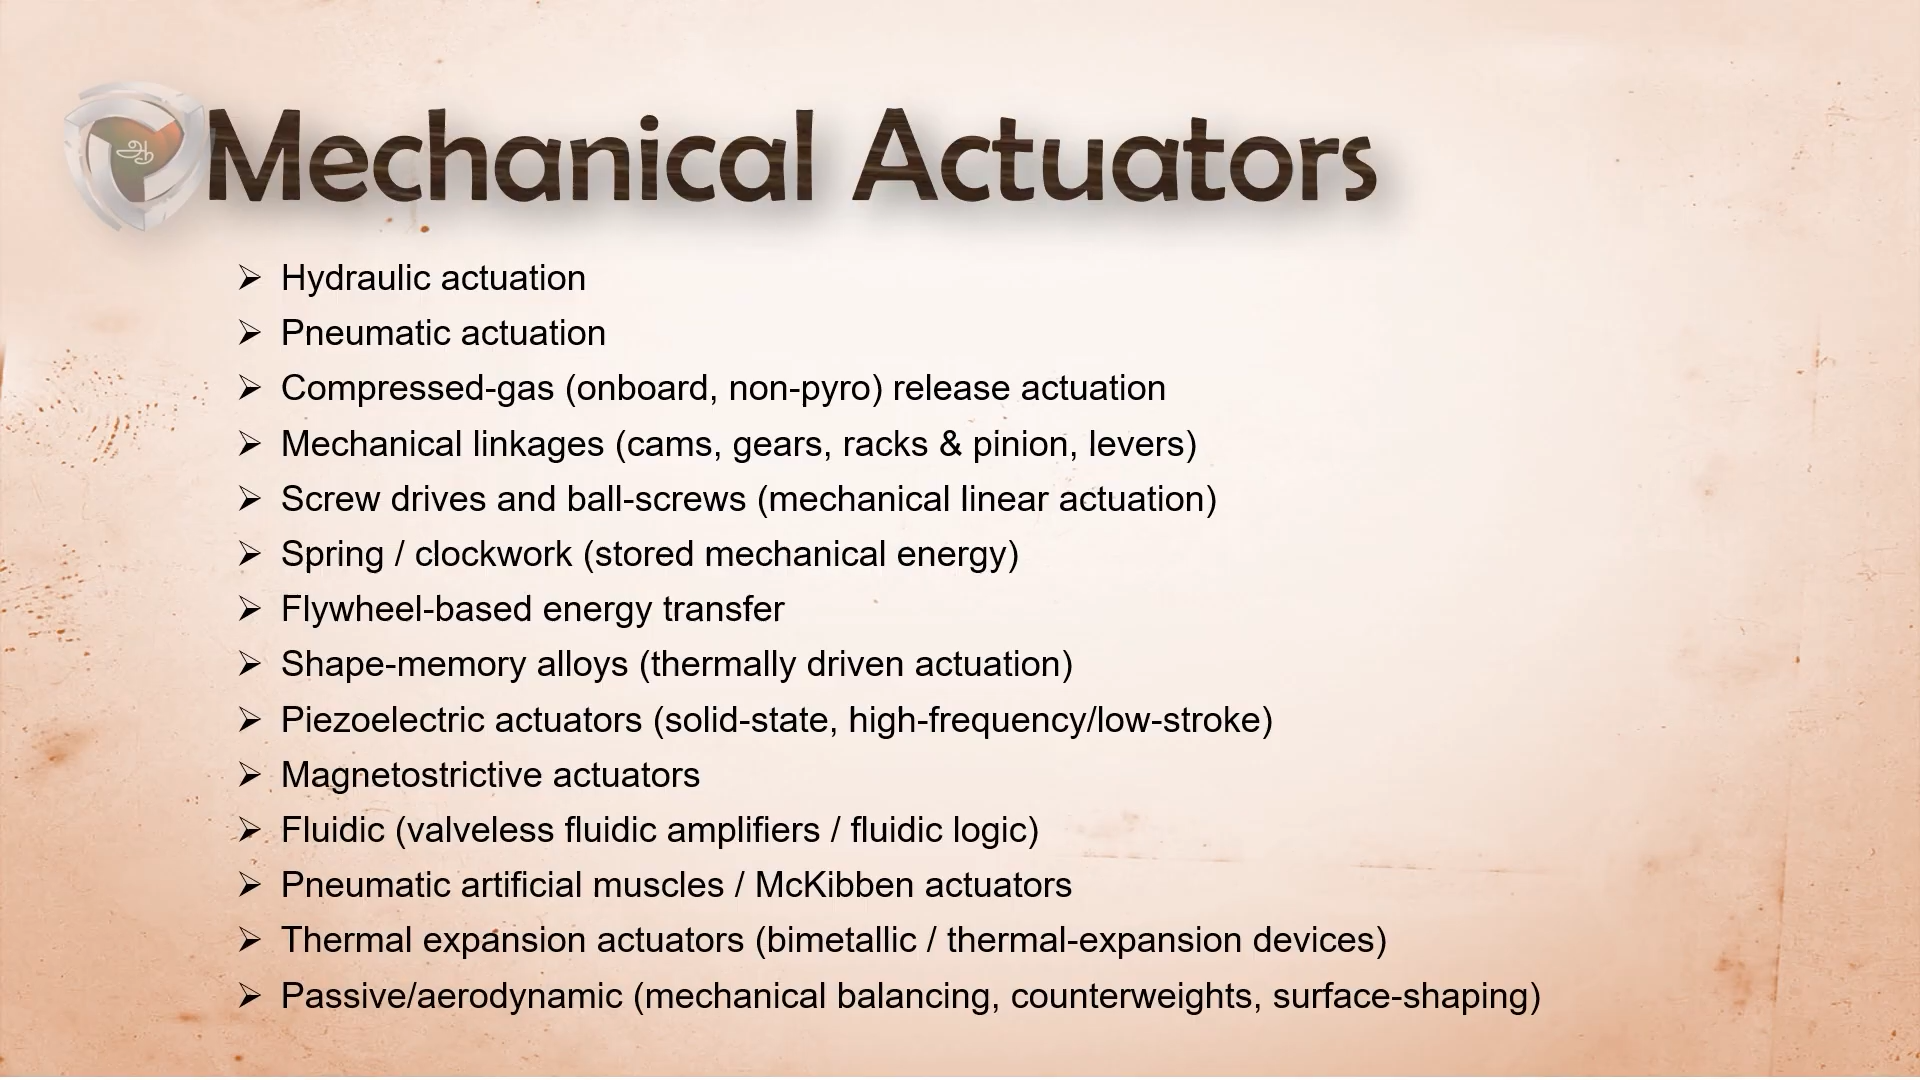 Mechanical Actuators
➢ Hydraulic actuation
➢ Pneumatic actuation
➢ Compressed-gas (onboard, non-pyro) release actuation
➢ Mechanical linkages (cams, gears, racks & pinion, levers)
➢ Screw drives and ball-screws (mechanical linear actuation)
➢ Spring / clockwork (stored mechanical energy)
➢ Flywheel-based energy transfer
➢ Shape-memory alloys (thermally driven actuation)
➢ Piezoelectric actuators (solid-state, high-frequency/low-stroke)
➢ Magnetostrictive actuators
➢ Fluidic (valveless fluidic amplifiers / fluidic logic)
➢ Pneumatic artificial muscles / McKibben actuators
➢ Thermal expansion actuators (bimetallic / thermal-expansion devices)
➢ Passive/aerodynamic (mechanical balancing, counterweights, surface-shaping)